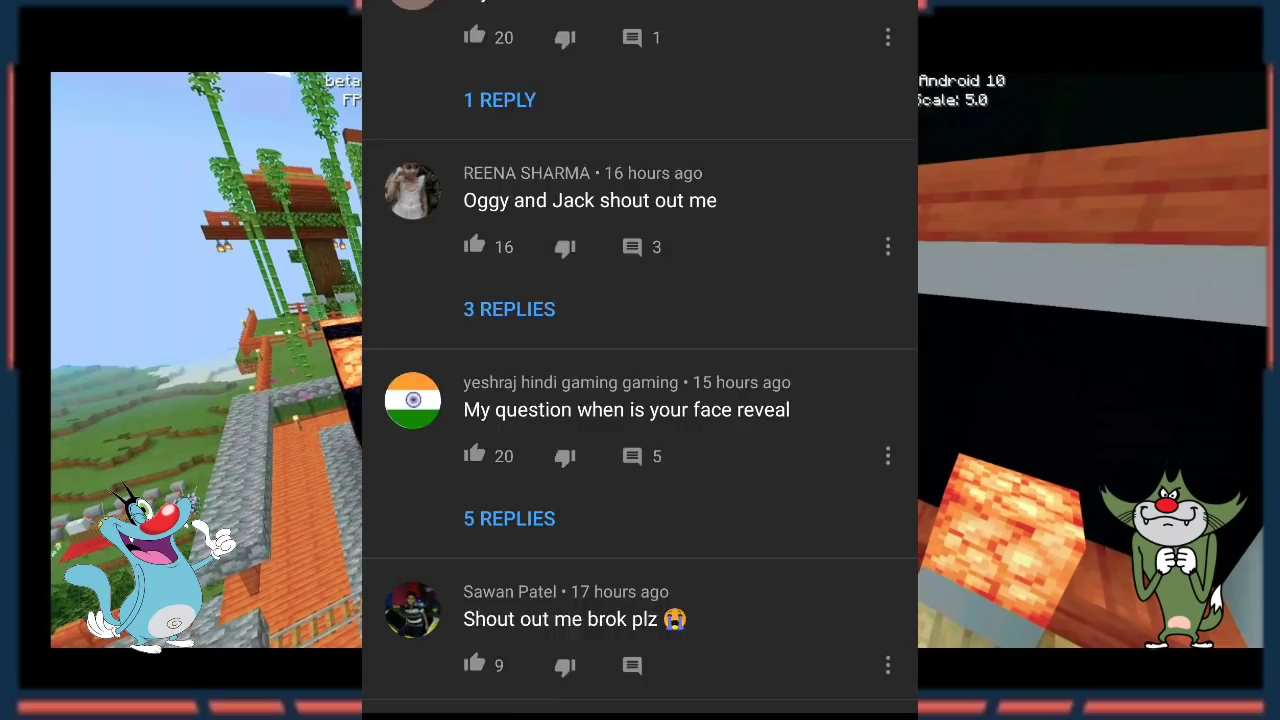 beta
FP
Android 10
Scale: 5.0
20
1
1 REPLY
REENA SHARMA • 16 hours ago
Oggy and Jack shout out me
16
3
3 REPLIES
yeshraj hindi gaming gaming • 15 hours ago
My question when is your face reveal
20
5
5 REPLIES
Sawan Patel • 17 hours ago
Shout out me brok plz 😭
9